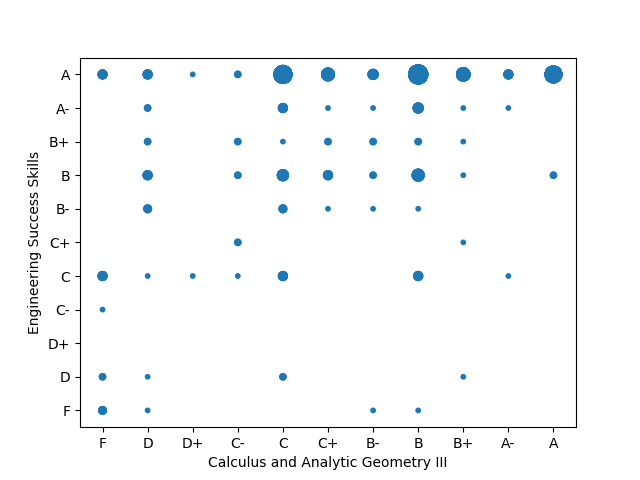 A
A-
B+
B
B-
C+
C
C-
D+
D
F
Engineering Success Skills
F D D+ C- C C+ B- B B+ A- A
Calculus and Analytic Geometry III